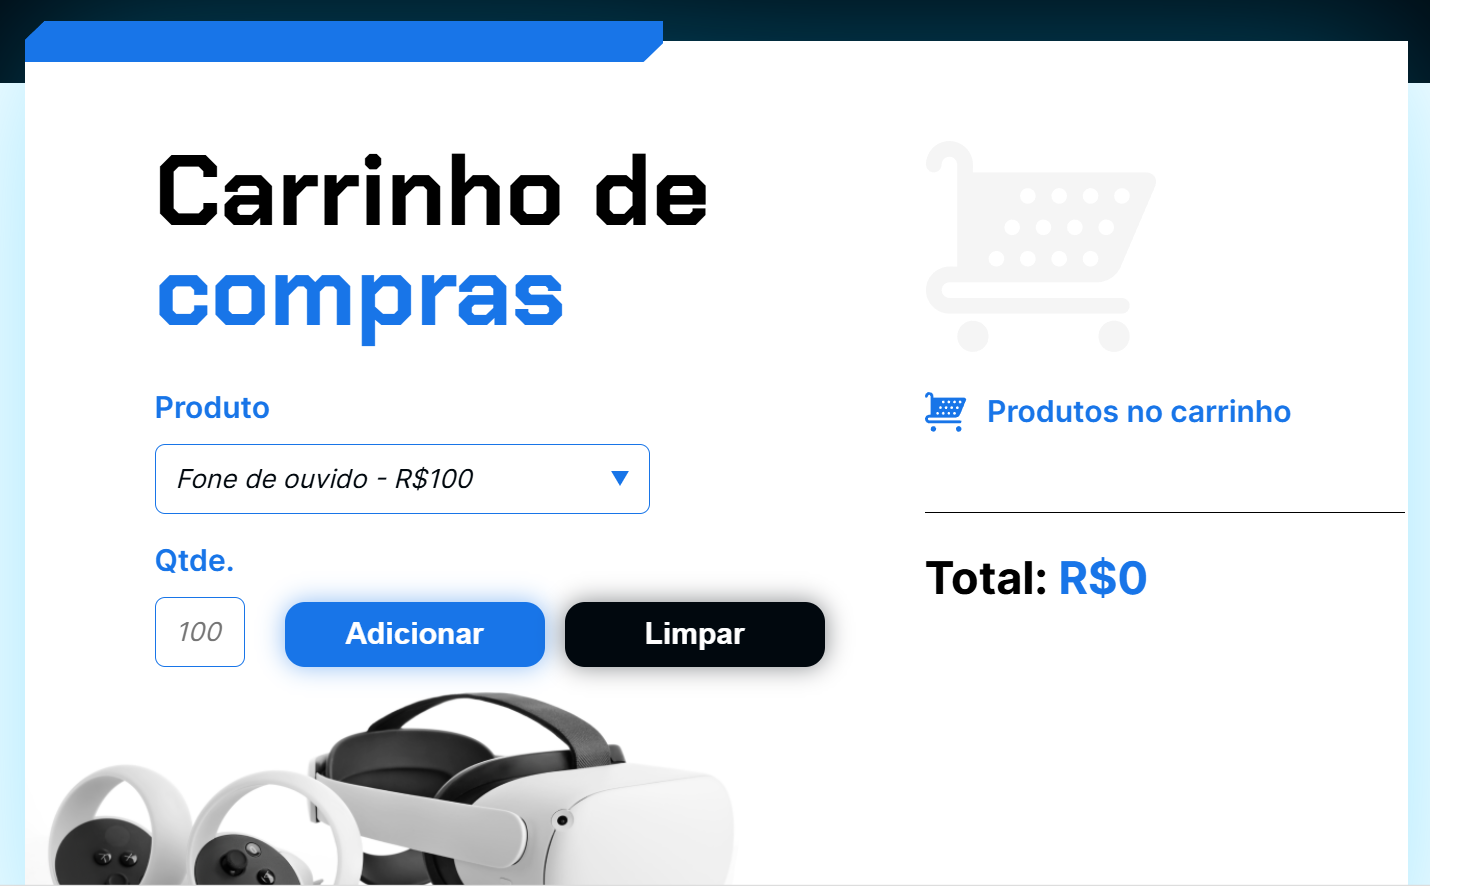 Carrinho de
compras
Produto
Fone de ouvido - R$100
Qtde.
100
Adicionar
Limpar
Produtos no carrinho
Total: R$0